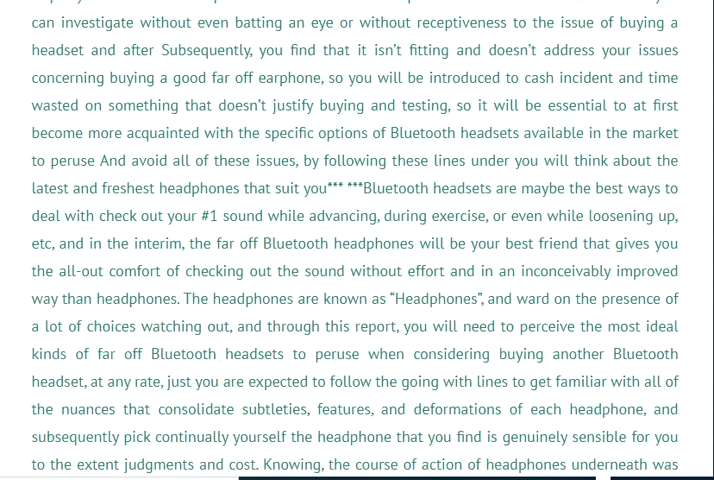 can investigate without even batting an eye or without receptiveness to the issue of buying a
headset and after Subsequently, you find that it isn't fitting and doesn't address your issues
concerning buying a good far off earphone, so you will be introduced to cash incident and time
wasted on something that doesn't justify buying and testing, so it will be essential to at first
become more acquainted with the specific options of Bluetooth headsets available in the market
to peruse And avoid all of these issues, by following these lines under you will think about the
latest and freshest headphones that suit you*** ***Bluetooth headsets are maybe the best ways to
deal with check out your #1 sound while advancing, during exercise, or even while loosening up,
etc, and in the interim, the far off Bluetooth headphones will be your best friend that gives you
the all-out comfort of checking out the sound without effort and in an inconceivably improved
way than headphones. The headphones are known as “Headphones”, and ward on the presence of
a lot of choices watching out, and through this report, you will need to perceive the most ideal
kinds of far off Bluetooth headsets to peruse when considering buying another Bluetooth
headset, at any rate, just you are expected to follow the going with lines to get familiar with all of
the nuances that consolidate subtleties, features, and deformations of each headphone, and
subsequently pick continually yourself the headphone that you find is genuinely sensible for you
to the extent judgments and cost. Knowing, the course of action of headphones underneath was